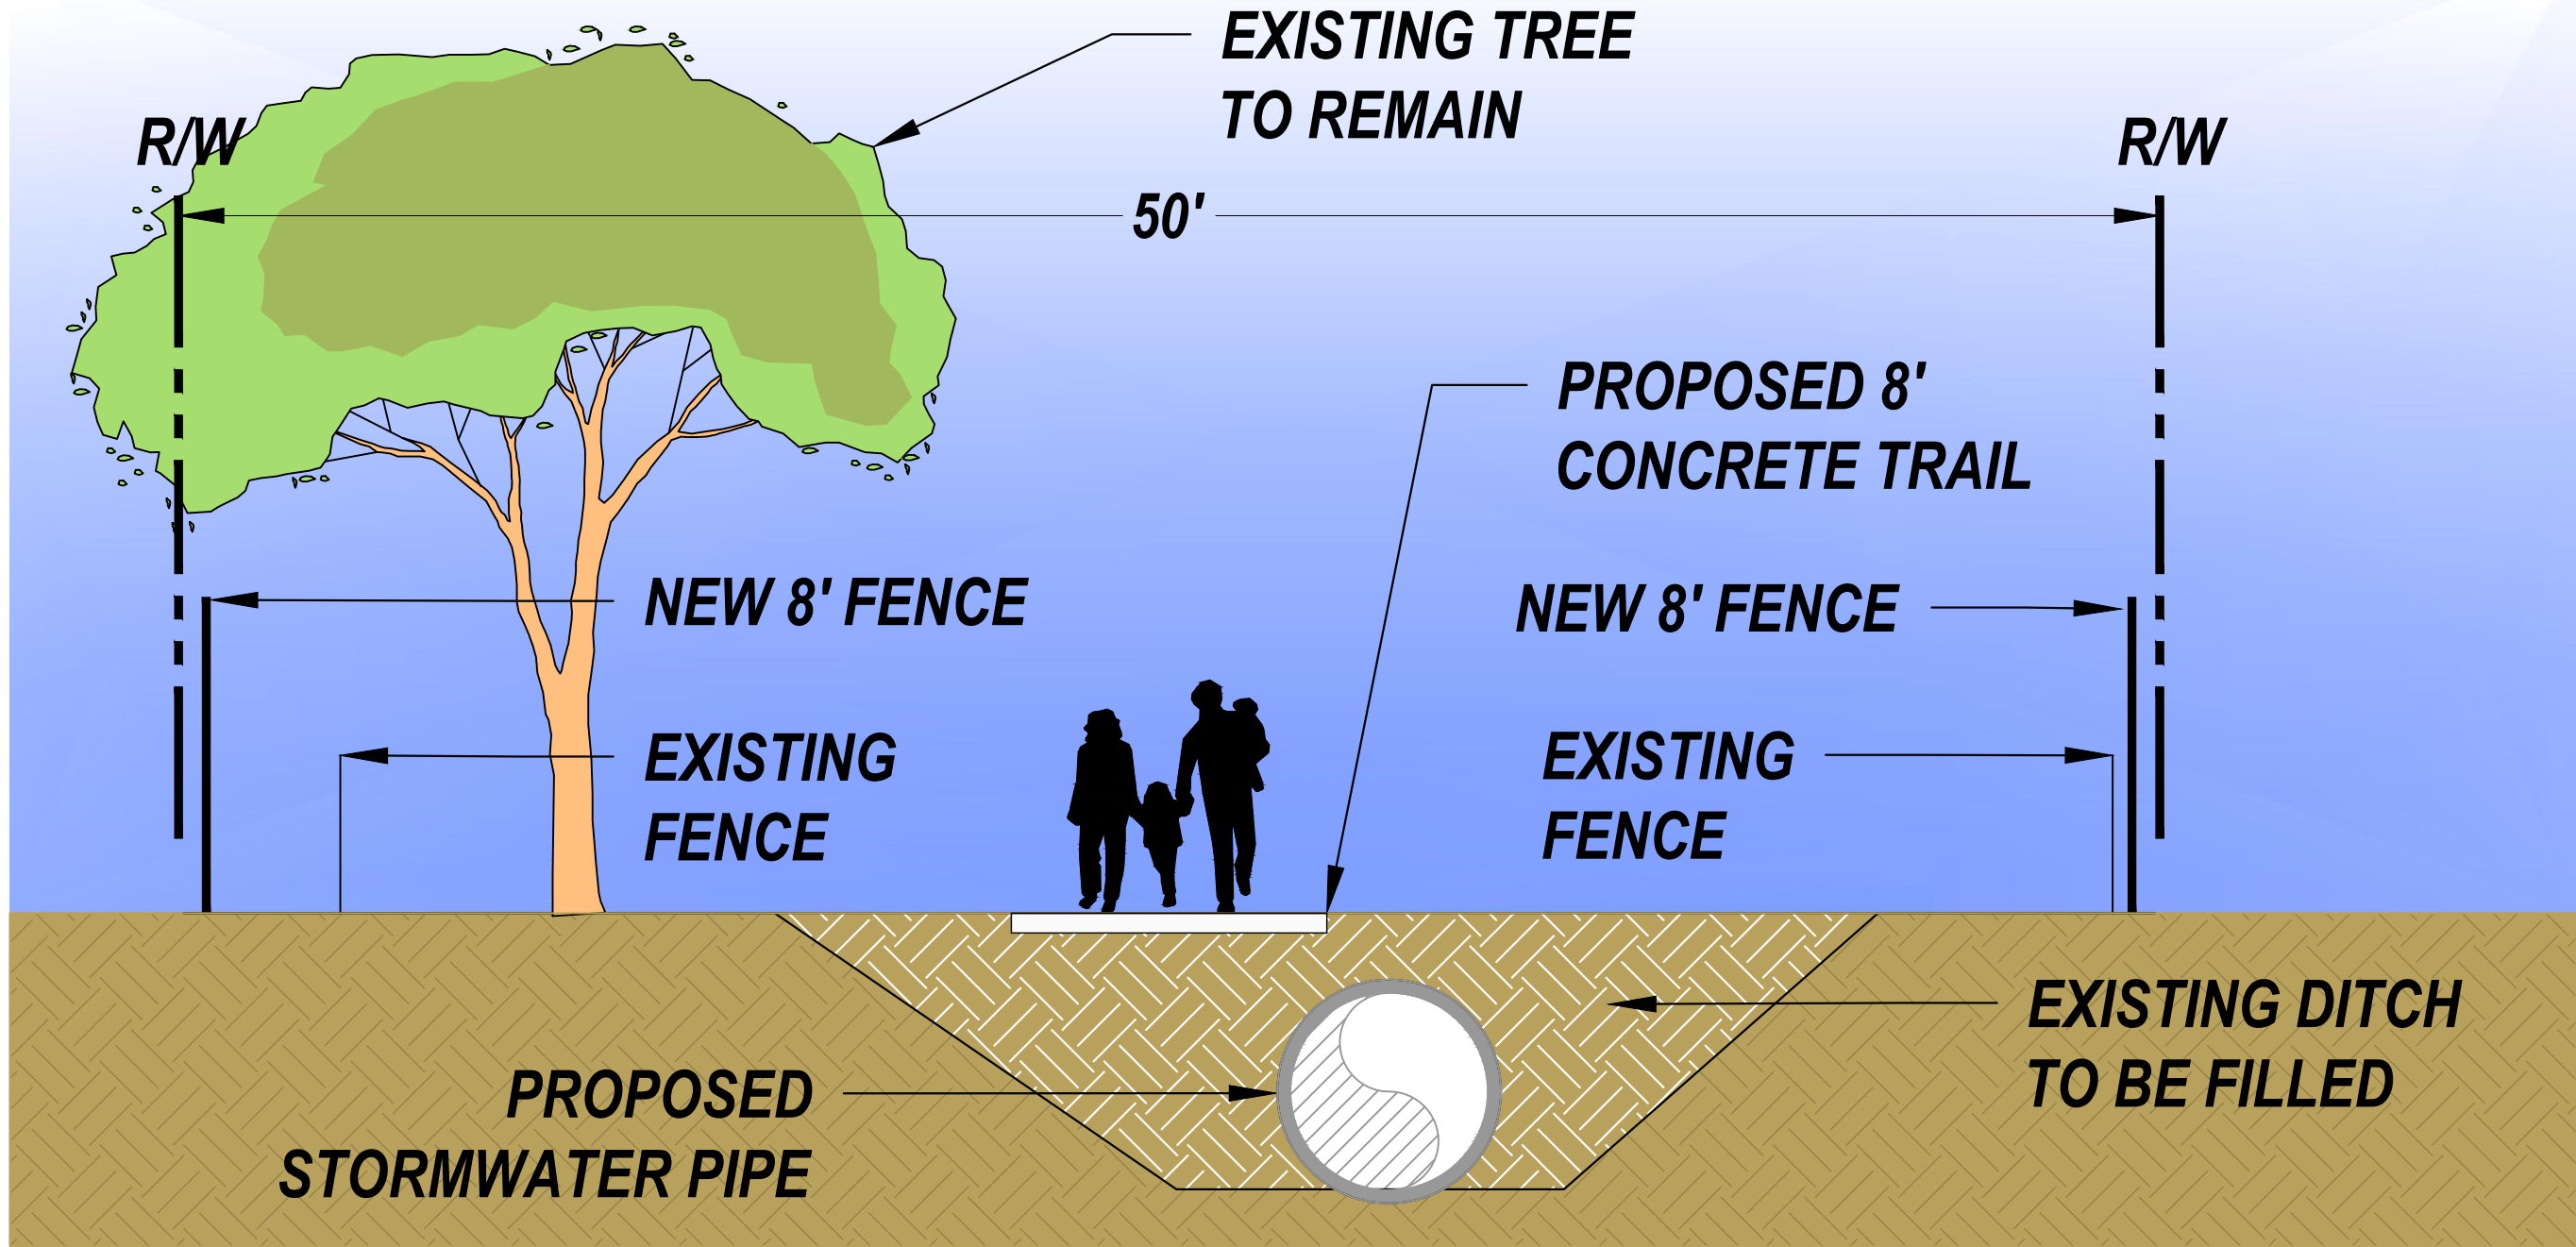 EXISTING TREE
TO REMAIN
R/W
R/W
50'
PROPOSED 8'
CONCRETE TRAIL
NEW 8' FENCE
NEW 8' FENCE
EXISTING
FENCE
EXISTING
FENCE
EXISTING DITCH
TO BE FILLED
PROPOSED
STORMWATER PIPE